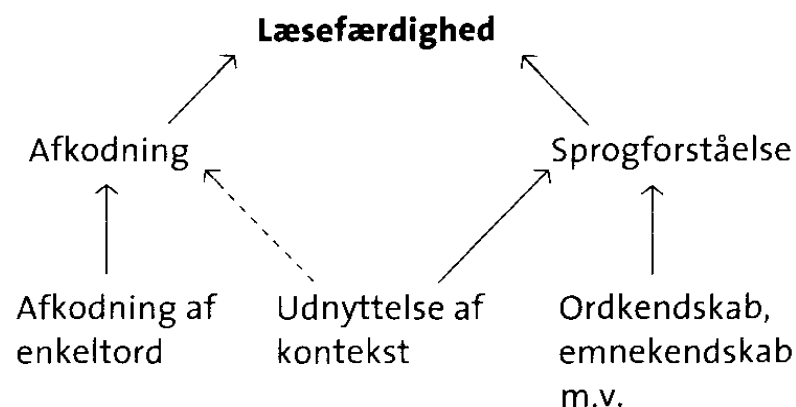 Læsefærdighed
Afkodning
Sprogforståelse
Afkodning af
enkeltord
Udnyttelse af
kontekst
Ordkendskab,
emnekendskab
m.v.